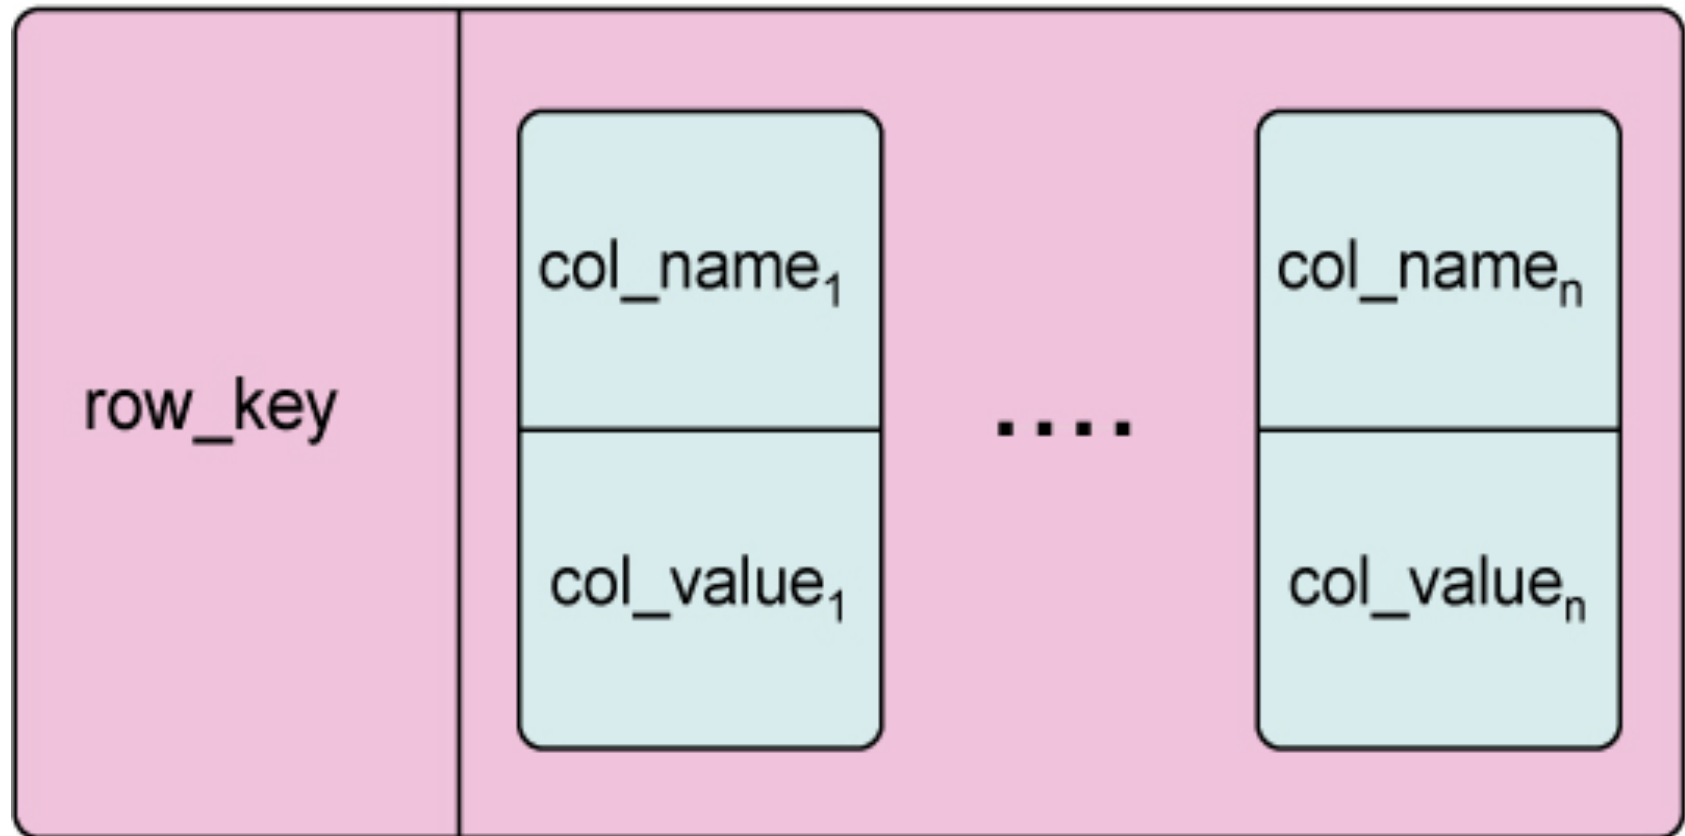 row_key
col_name₁
col_value₁
....
col_nameₙ
col_valueₙ